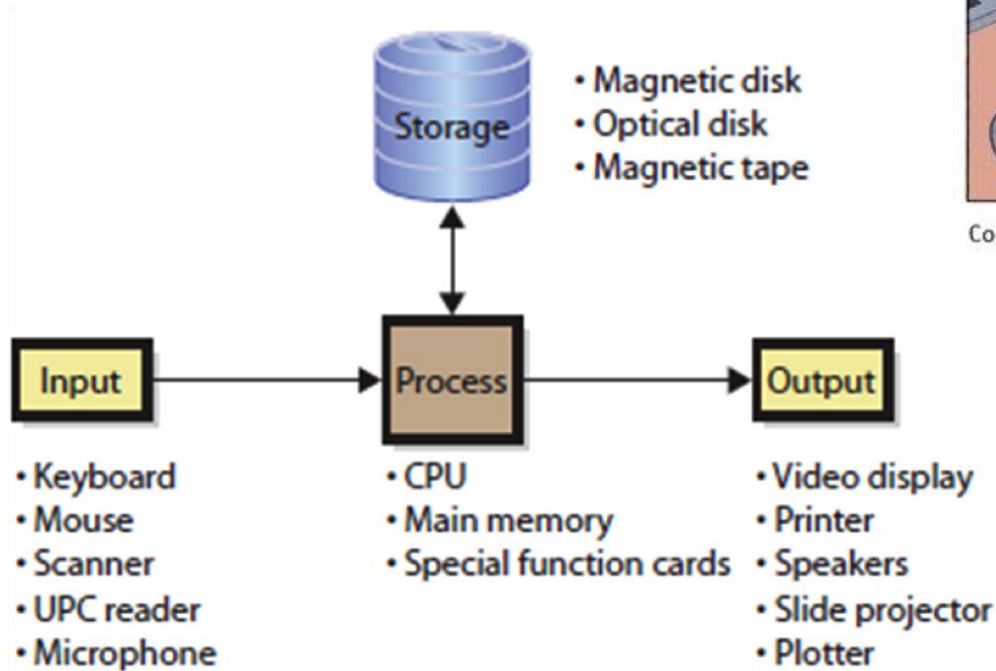 Storage
• Magnetic disk
• Optical disk
• Magnetic tape
Input
Process
Output
• Keyboard
• Mouse
• Scanner
• UPC reader
• Microphone
• CPU
• Main memory
• Special function cards
• Video display
• Printer
• Speakers
• Slide projector
• Plotter